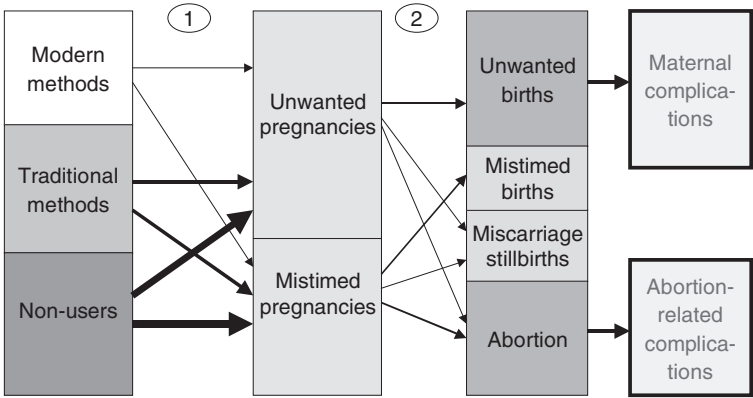 1
2
Modern
methods
Traditional
methods
Non-users
Unwanted
pregnancies
Mistimed
pregnancies
Unwanted
births
Mistimed
births
Miscarriage
stillbirths
Abortion
Maternal
complica-
tions
Abortion-
related
complica-
tions